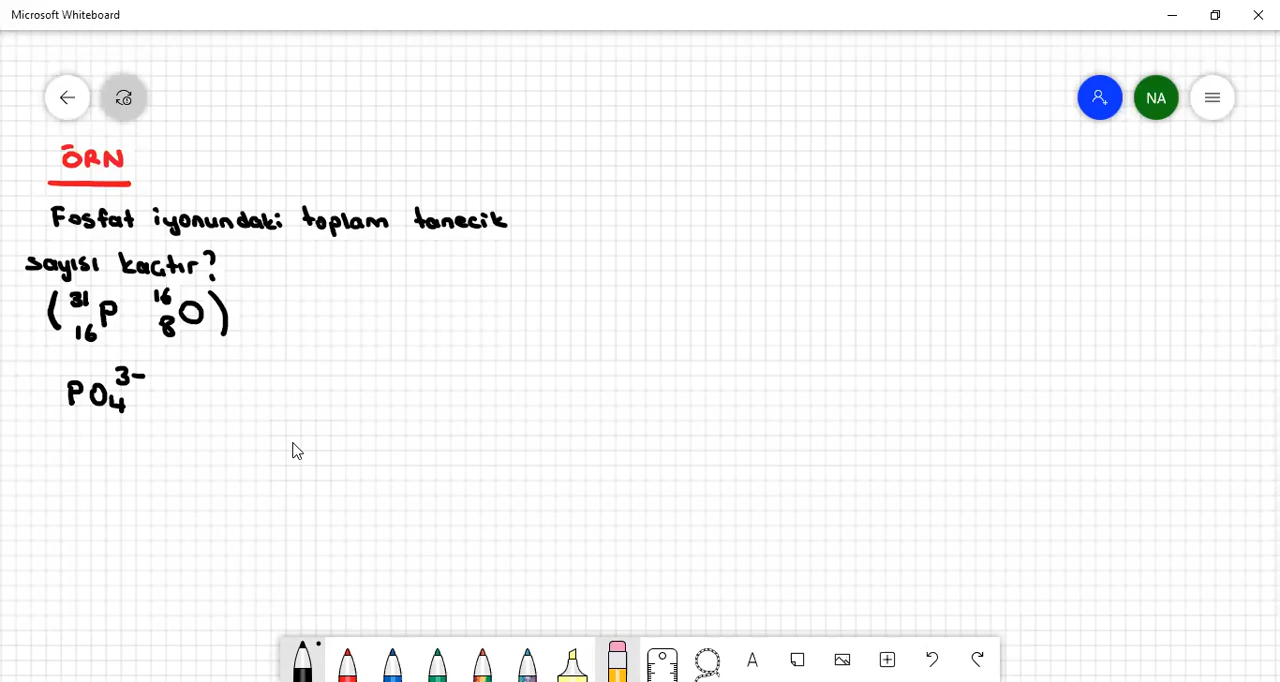 Microsoft Whiteboard
NA
ÖRN
Fosfat iyonundaki toplam tanecik
sayısı kaçtır?
(³¹₁₆P ¹⁶₈O)
PO₄³⁻
A